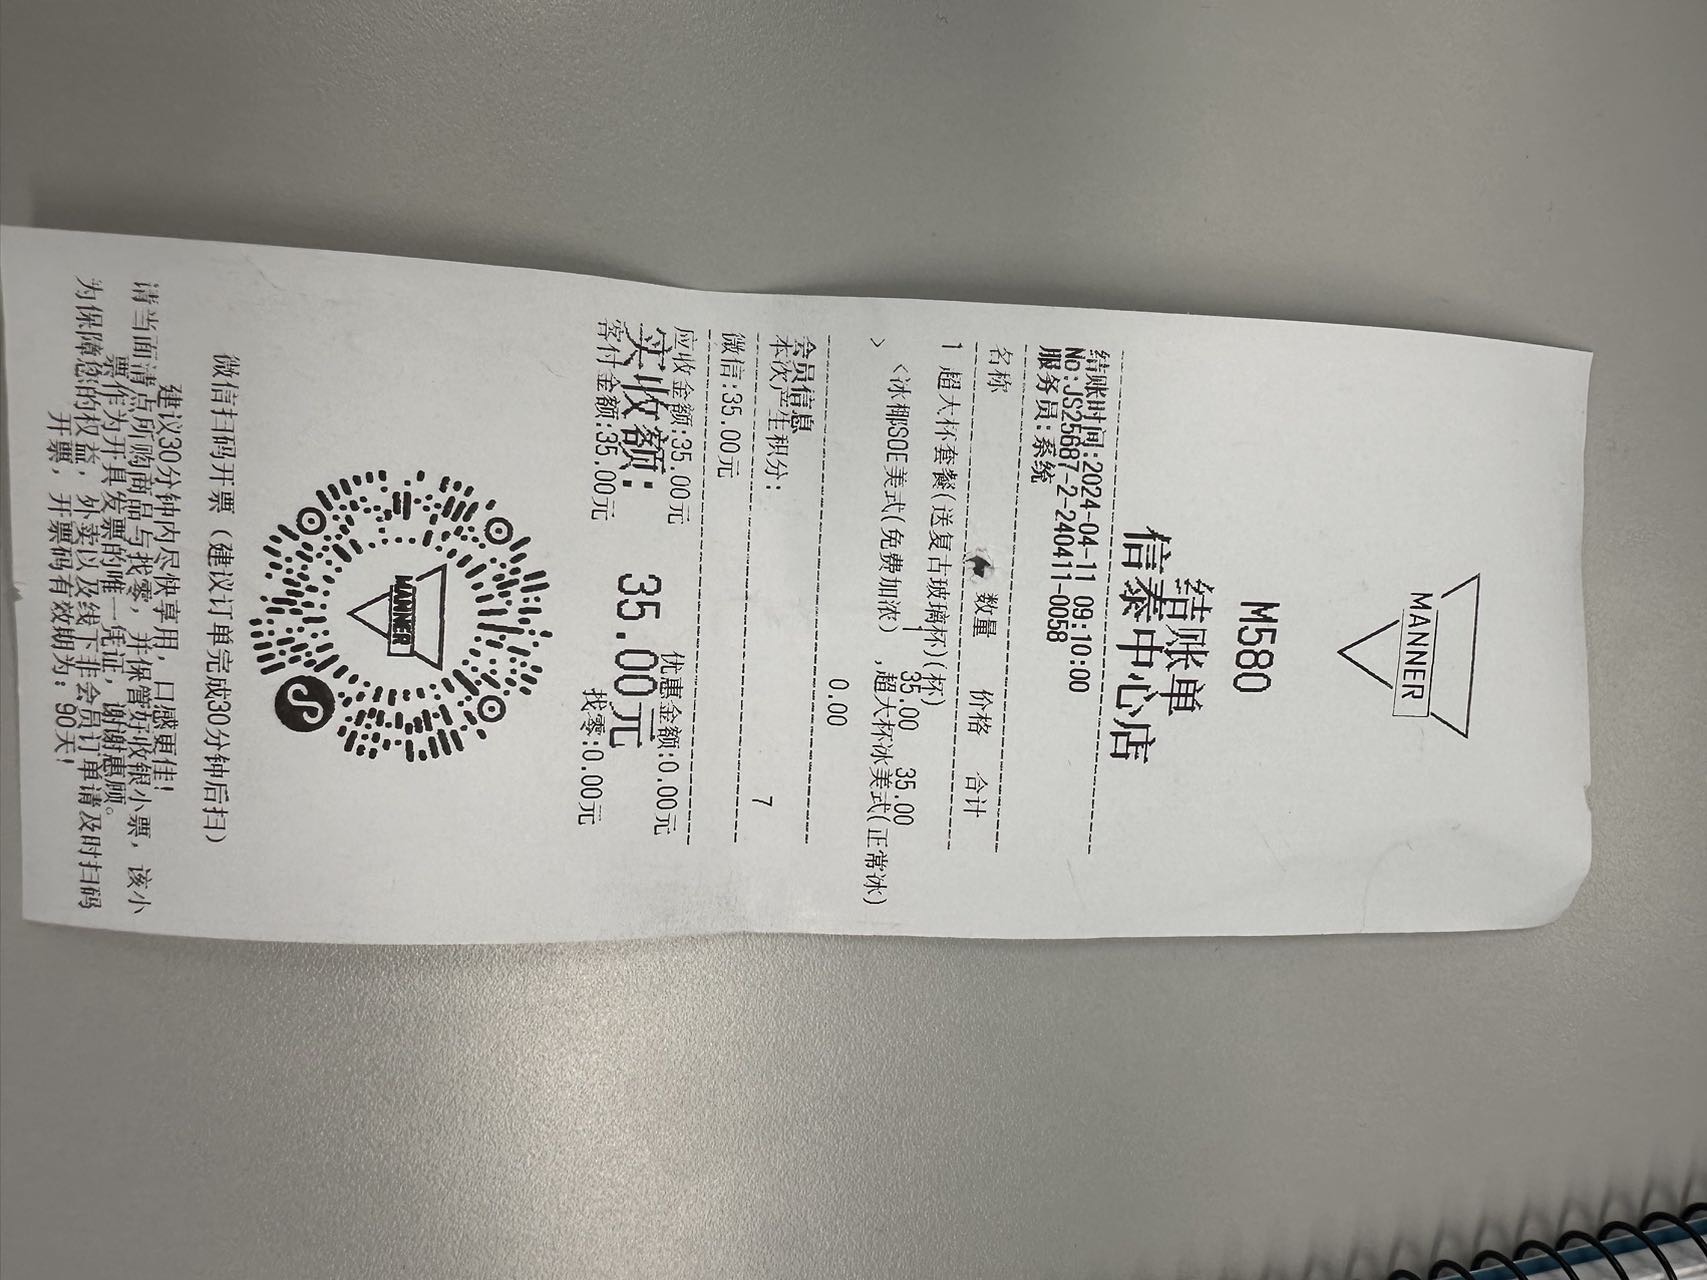 MANNER
M580
结账单
信泰中心店
结账时间:2024-04-11 09:10:00
No:JS25687-2-240411-0058
服务员:系统
名称 数量 价格 合计
1 超大杯套餐(送复古玻璃杯)(杯)
1 35.00 35.00
<冰椰SOE美式(免费加浓),超大杯冰美式(正常冰)
>
0.00
会员信息
本次产生积分: 7
微信:35.00元
应收金额:35.00元 优惠金额:0.00元
实收额: 35.00元
客付金额:35.00元 找零:0.00元
MANNER
微信扫码开票(建议订单完成30分钟后扫)
建议30分钟内尽快享用,口感更佳!
请当面清点所购商品与找零,并保管好收银小票,该小
票作为开具发票的唯一凭证,谢谢惠顾。
为保障您的权益,外卖以及线下非会员订单请及时扫码
开票,开票码有效期为:90天!